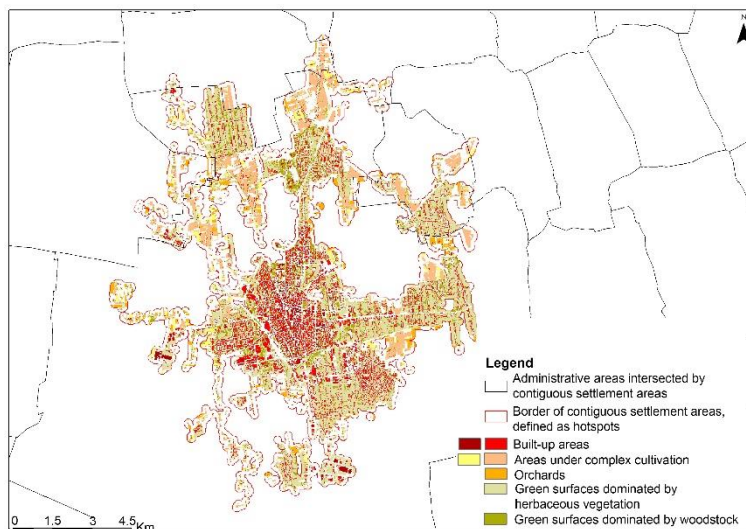 N
Legend
Administrative areas intersected by
contiguous settlement areas
Border of contiguous settlement areas,
defined as hotspots
Built-up areas
Areas under complex cultivation
Orchards
Green surfaces dominated by
herbaceous vegetation
Green surfaces dominated by woodstock
0 1 2 3 4.5
Km